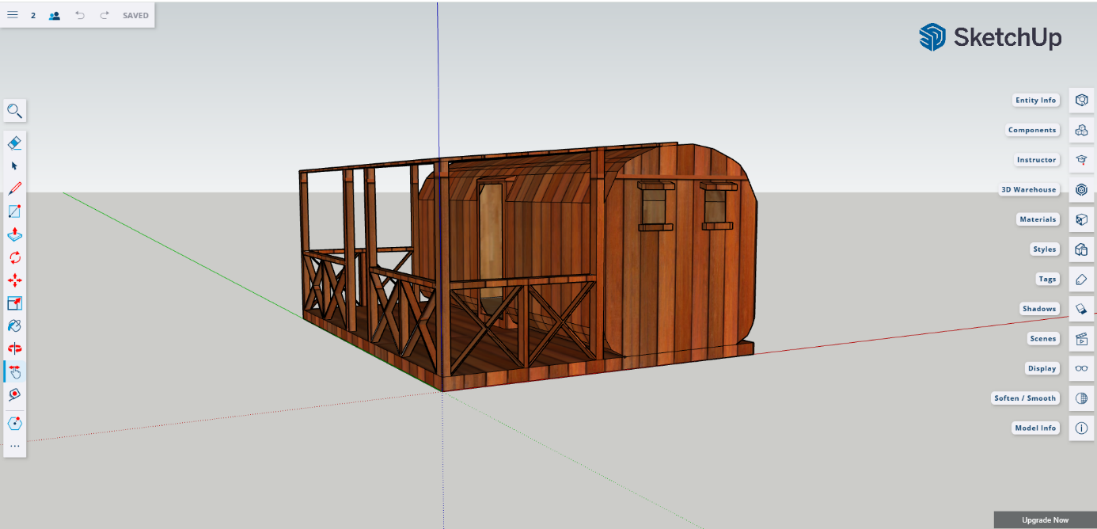 2
SAVED
SketchUp
Entity Info
Components
Instructor
3D Warehouse
Materials
Styles
Tags
Shadows
Scenes
Display
Soften / Smooth
Model Info
Upgrade Now